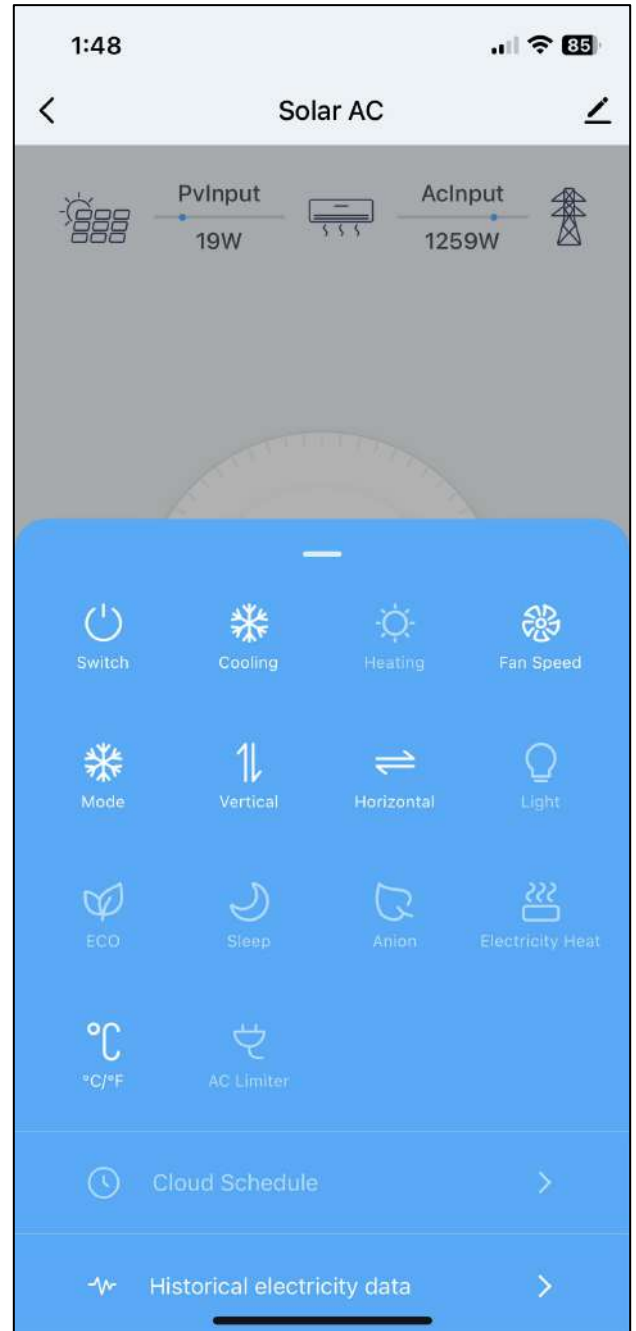 1:48
85
Solar AC
PvInput
AcInput
19W
1259W
Switch
Cooling
Heating
Fan Speed
Mode
Vertical
Horizontal
Light
ECO
Sleep
Anion
Electricity Heat
°C
°C/°F
AC Limiter
Cloud Schedule
Historical electricity data